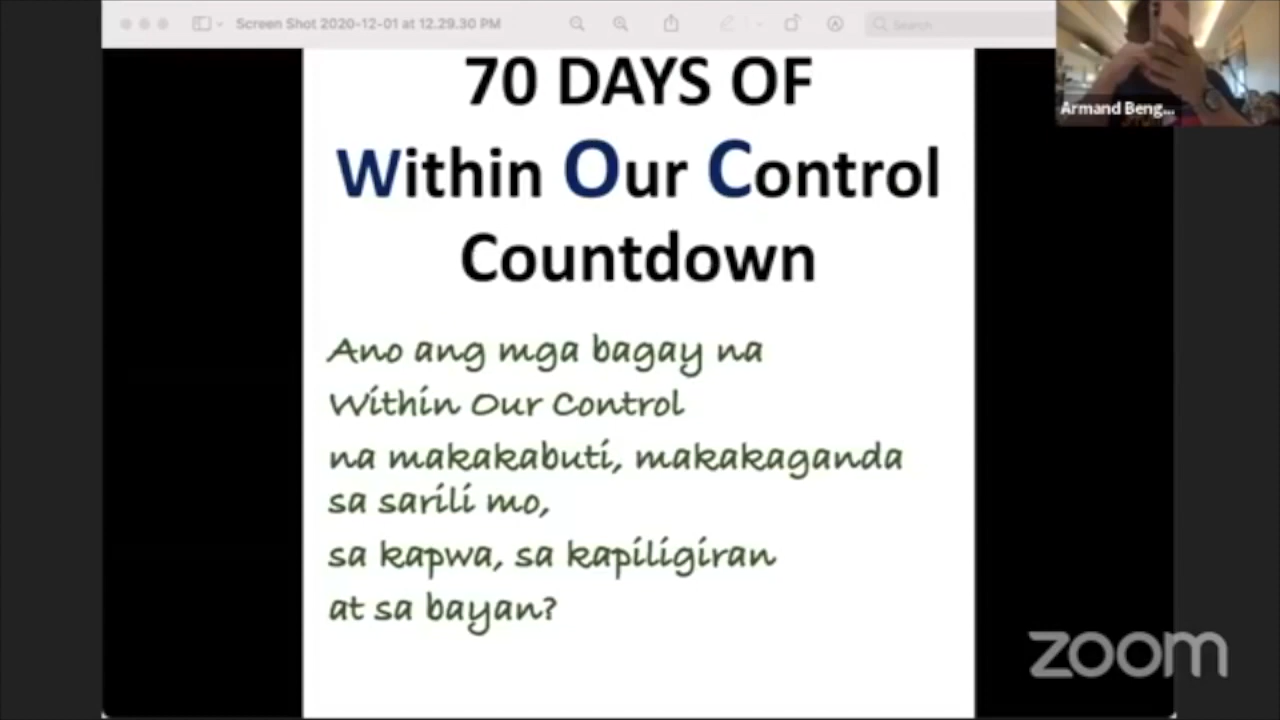 Screen Shot 2020-12-01 at 12.29.30 PM
Search
Armand Beng...
70 DAYS OF
Within Our Control
Countdown
Ano ang mga bagay na
Within Our Control
na makakabuti, makakaganda
sa sarili mo,
sa kapwa, sa kapiligiran
at sa bayan?
zoom